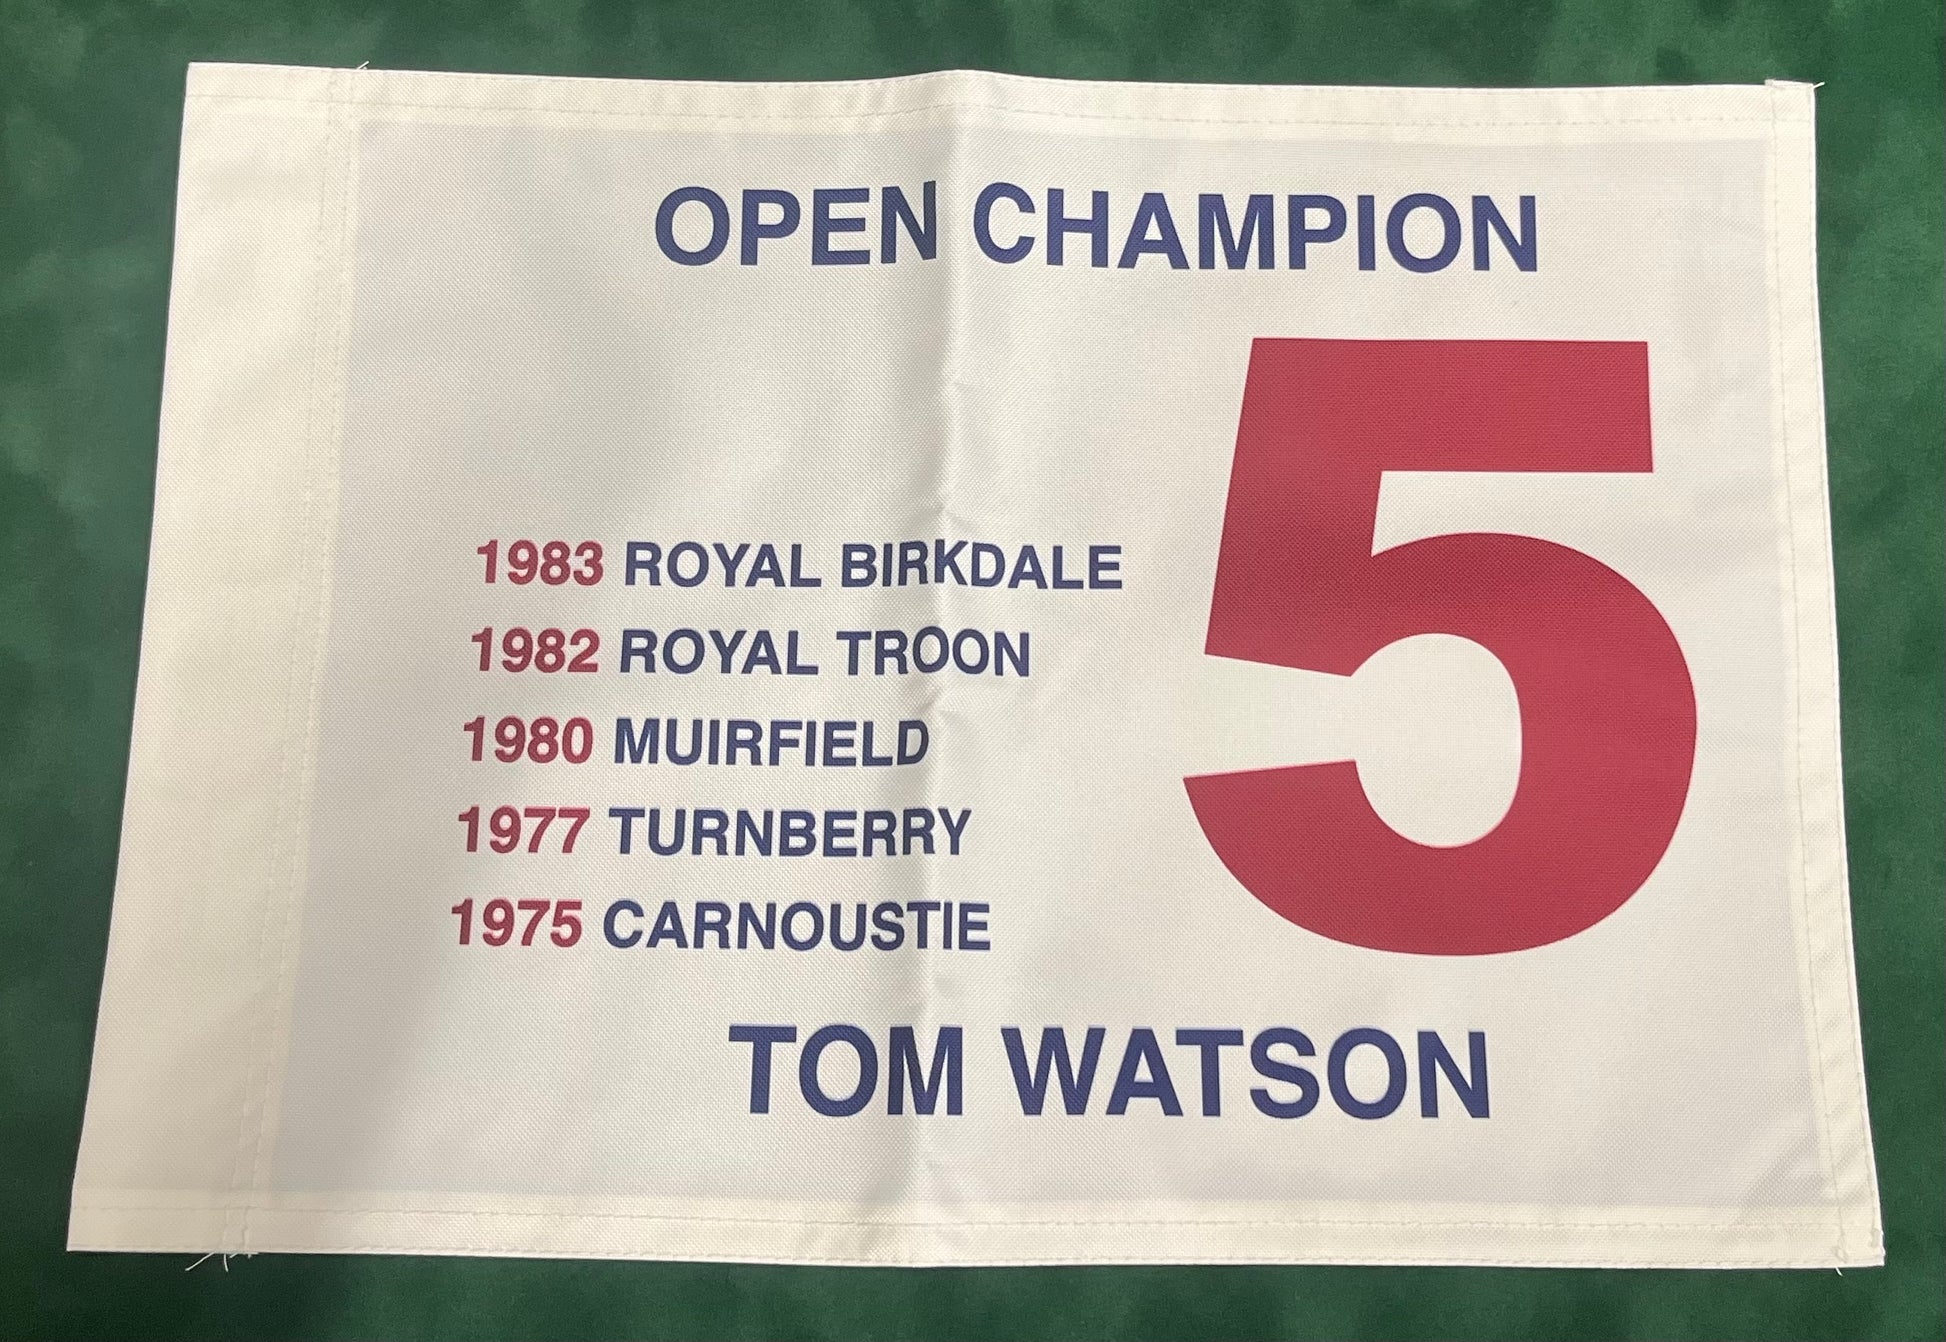 OPEN CHAMPION
5
1983 ROYAL BIRKDALE
1982 ROYAL TROON
1980 MUIRFIELD
1977 TURNBERRY
1975 CARNOUSTIE
TOM WATSON